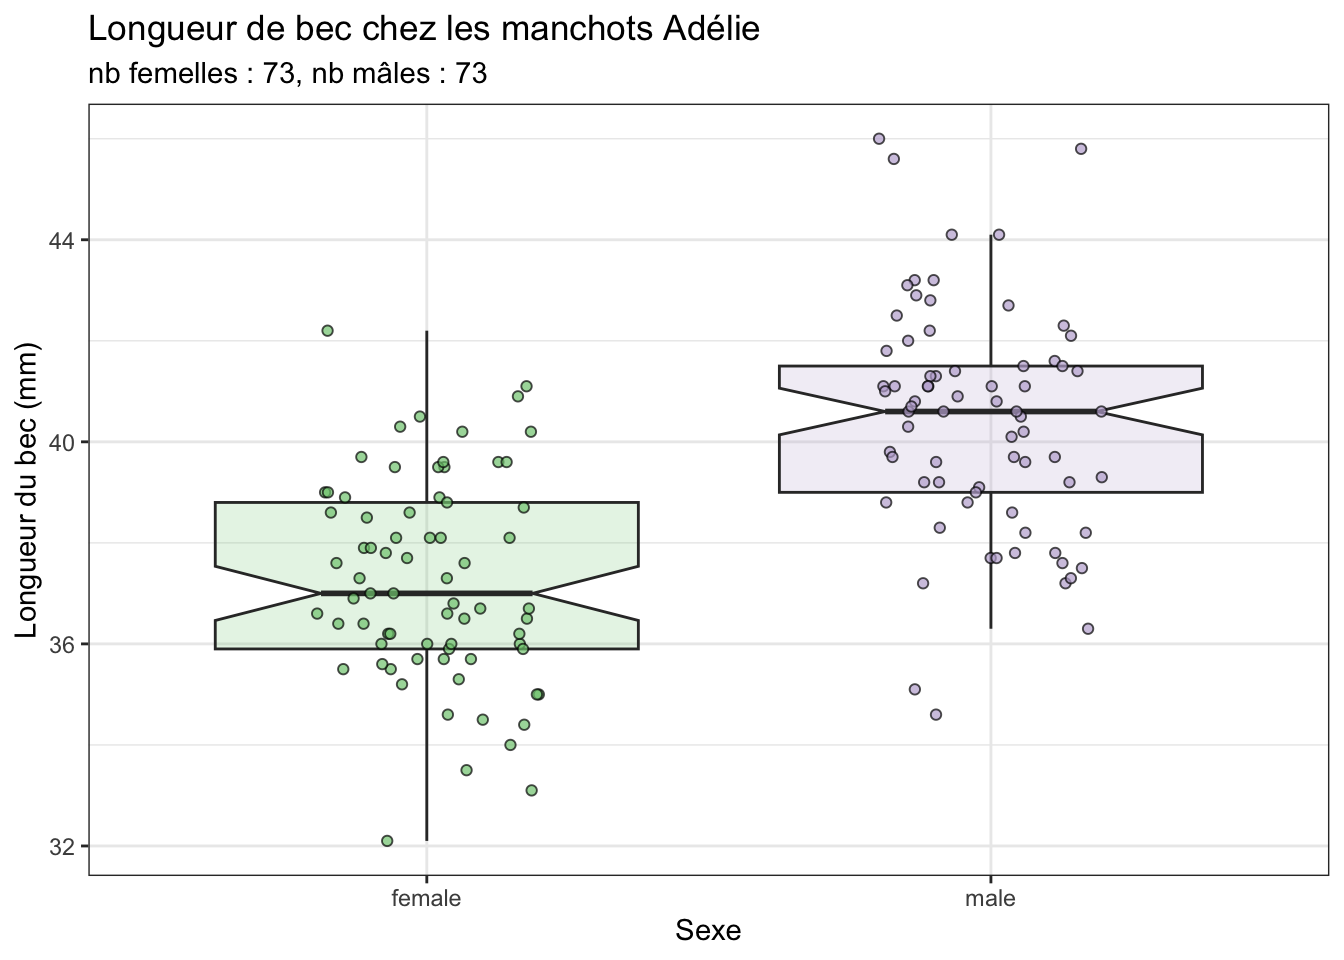 Longueur de bec chez les manchots Adélie
nb femelles : 73, nb mâles : 73
Longueur du bec (mm)
44
40
36
32
female
male
Sexe